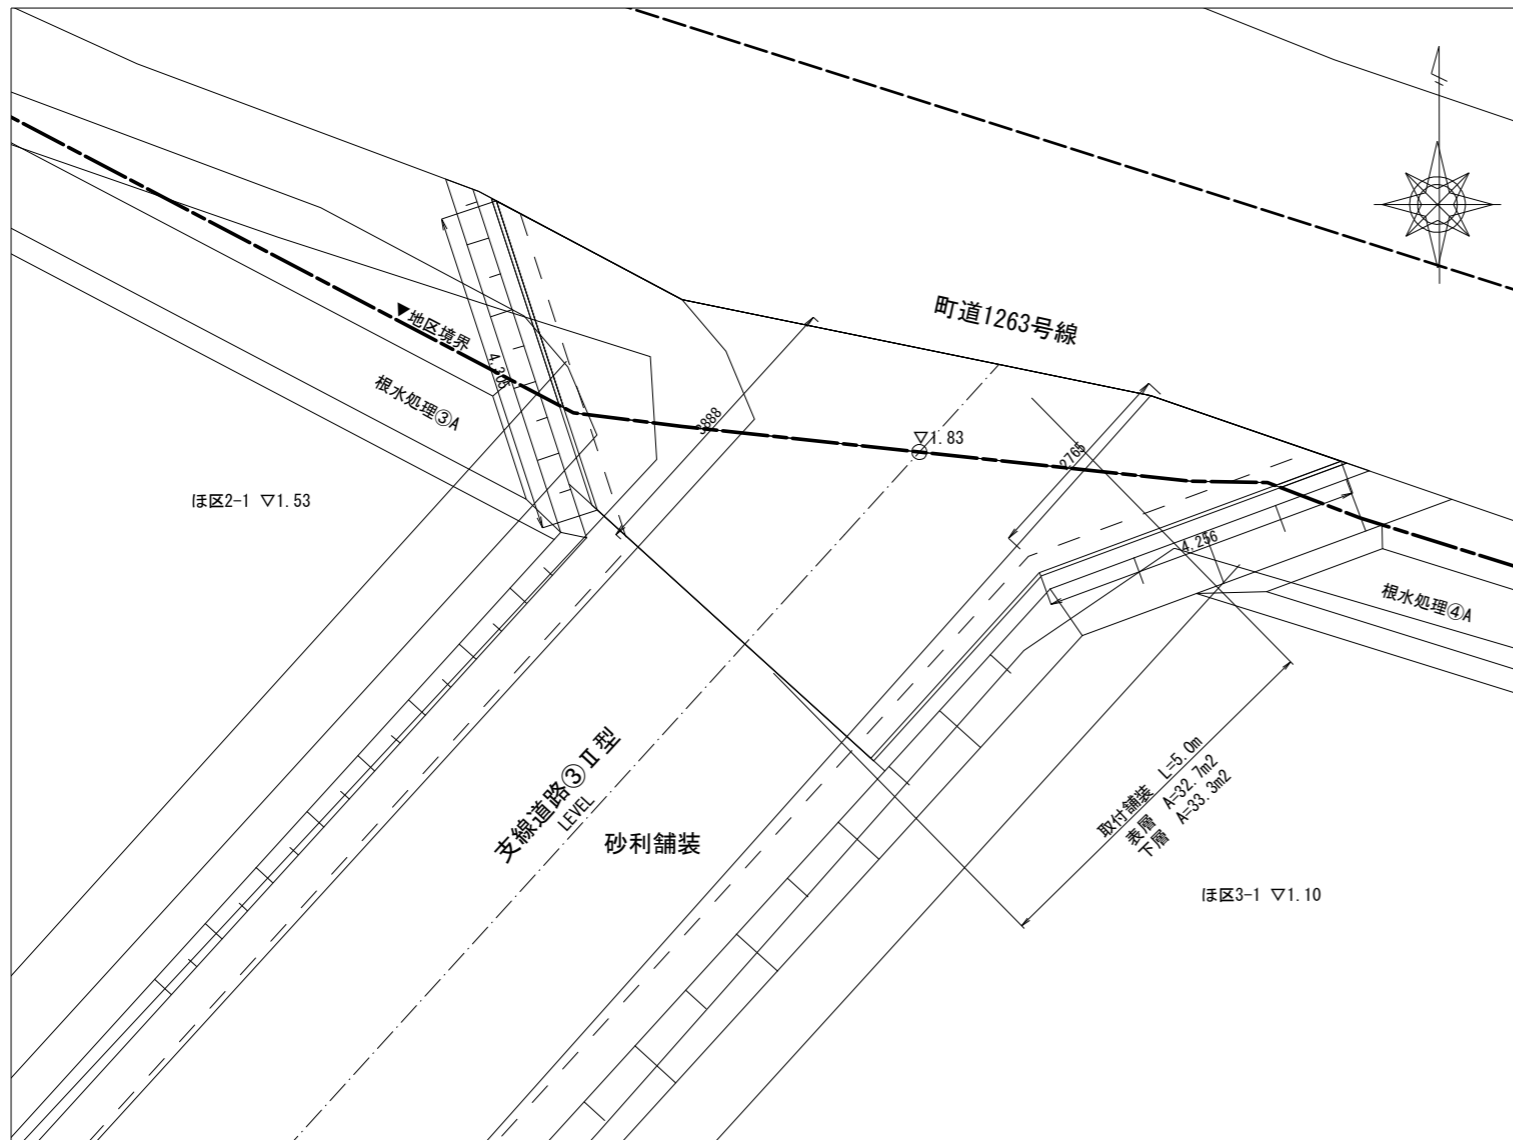 町道1263号線
▼地区境界
根水処理③A
4,305
3888
▽1.83
2765
ほ区2-1 ▽1.53
4,256
根水処理④A
支線道路③Ⅱ型
LEVEL
砂利舗装
取付舗装 L=5.0m
表層 A=32.7m2
下層 A=33.3m2
ほ区3-1 ▽1.10